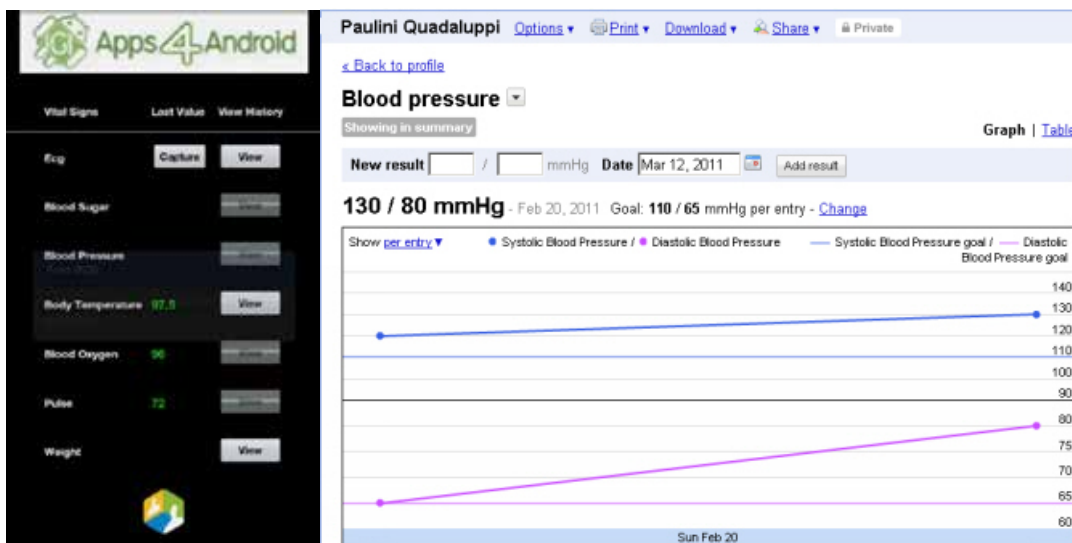 Apps4Android
Vital Signs Last Value View History
Ecg Capture View
Blood Sugar
Blood Pressure
Body Temperature 97.5 View
Blood Oxygen 96
Pulse 72
Weight View
Paulini Quadaluppi Options ▾ Print ▾ Download ▾ Share ▾ Private
« Back to profile
Blood pressure
Showing in summary
Graph | Table
New result / mmHg Date Mar 12, 2011 Add result
130 / 80 mmHg - Feb 20, 2011 Goal: 110 / 65 mmHg per entry - Change
Show per entry ▼ Systolic Blood Pressure / Diastolic Blood Pressure Systolic Blood Pressure goal / Diastolic
Blood Pressure goal
140
130
120
110
100
90
80
75
70
65
60
Sun Feb 20